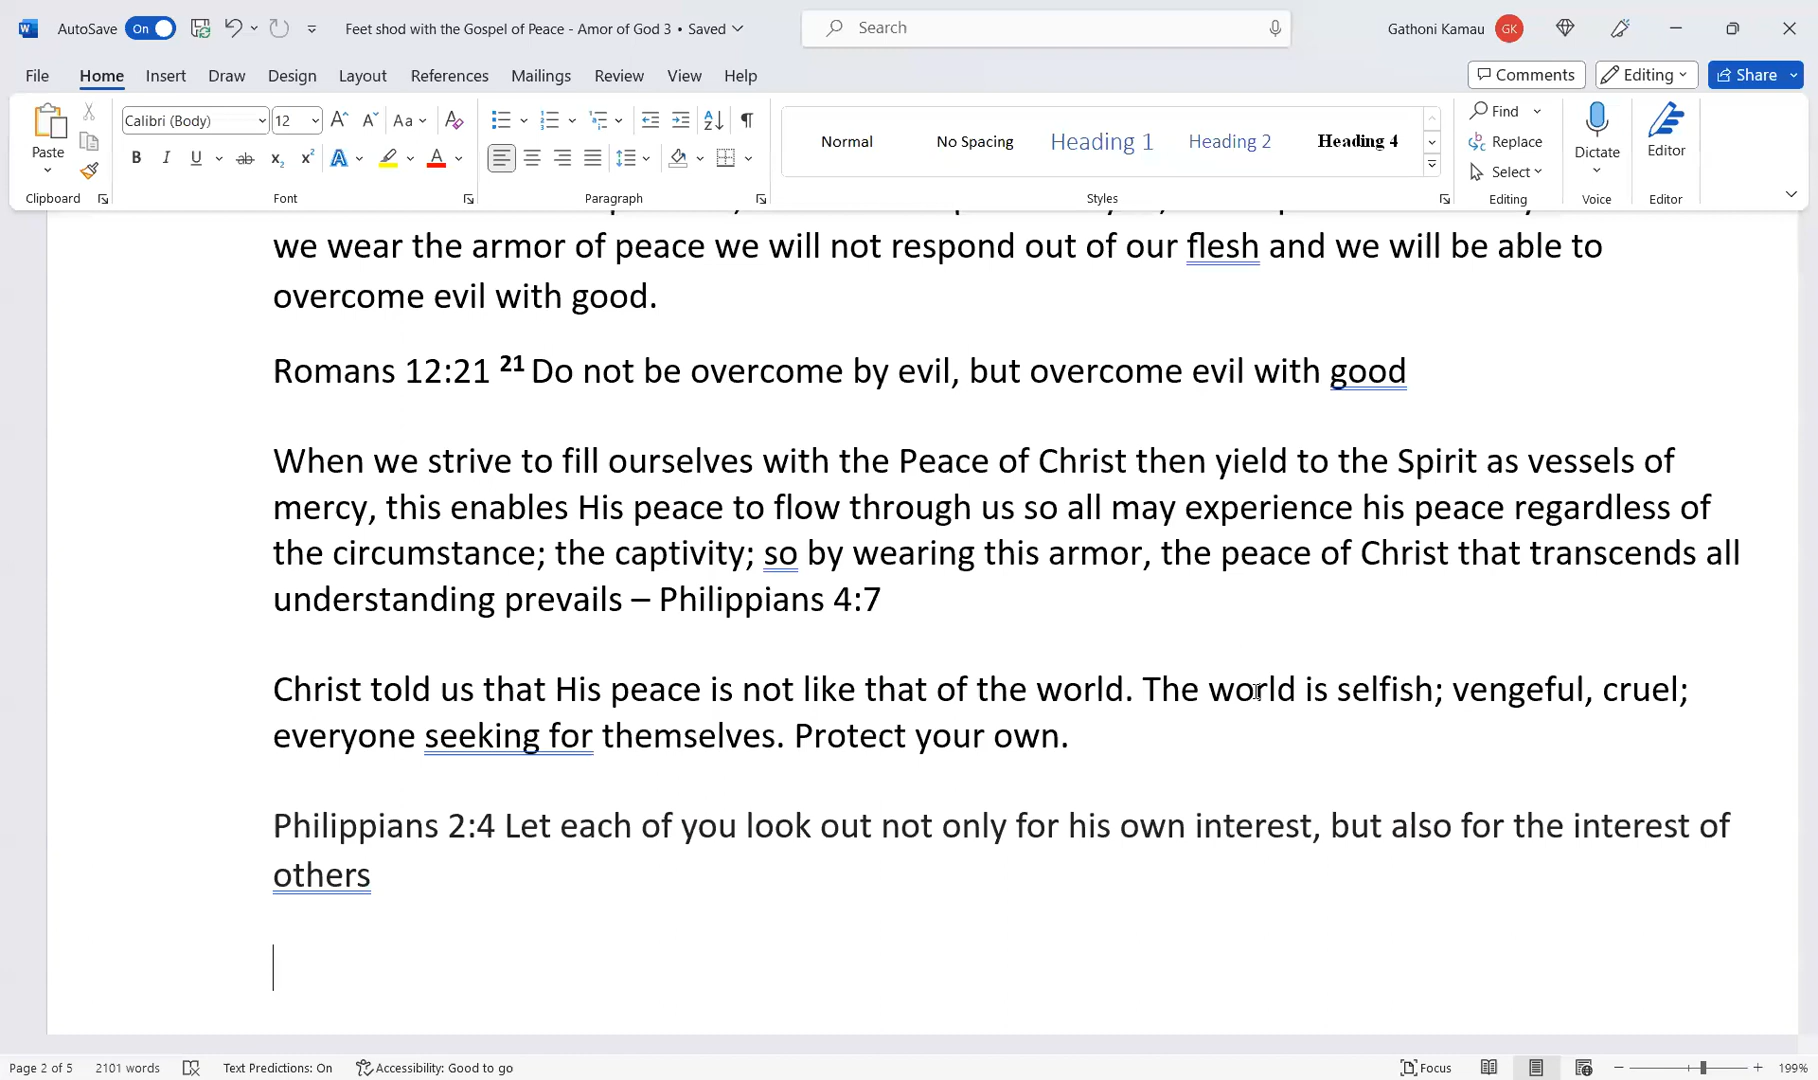 AutoSave On Feet shod with the Gospel of Peace - Amor of God 3 • Saved Search Gathoni Kamau GK
File Home Insert Draw Design Layout References Mailings Review View Help Comments Editing Share
Calibri (Body) 12 Aa
Paste B I U ab x₂ x² A A Normal No Spacing Heading 1 Heading 2 Heading 4 Find Replace Select Dictate Editor
Clipboard Font Paragraph Styles Editing Voice Editor
we wear the armor of peace we will not respond out of our flesh and we will be able to
overcome evil with good.
Romans 12:21 ²¹ Do not be overcome by evil, but overcome evil with good
When we strive to fill ourselves with the Peace of Christ then yield to the Spirit as vessels of
mercy, this enables His peace to flow through us so all may experience his peace regardless of
the circumstance; the captivity; so by wearing this armor, the peace of Christ that transcends all
understanding prevails – Philippians 4:7
Christ told us that His peace is not like that of the world. The world is selfish; vengeful, cruel;
everyone seeking for themselves. Protect your own.
Philippians 2:4 Let each of you look out not only for his own interest, but also for the interest of
others
Page 2 of 5 2101 words Text Predictions: On Accessibility: Good to go Focus 199%